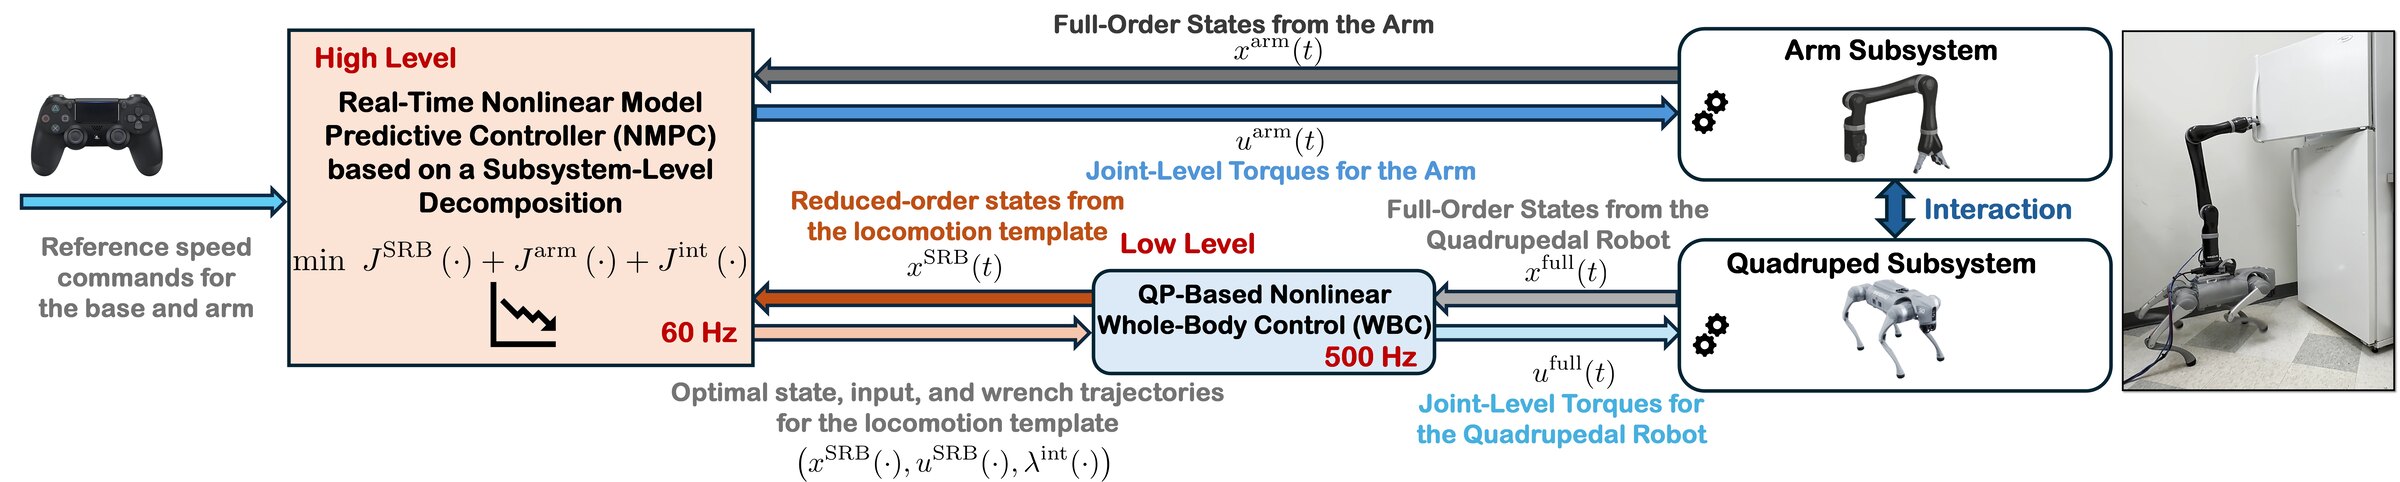 Reference speed
commands for
the base and arm
High Level
Real-Time Nonlinear Model
Predictive Controller (NMPC)
based on a Subsystem-Level
Decomposition
min J^SRB (·) + J^arm (·) + J^int (·)
60 Hz
Full-Order States from the Arm
x^arm(t)
u^arm(t)
Joint-Level Torques for the Arm
Reduced-order states from
the locomotion template
x^SRB(t)
Low Level
QP-Based Nonlinear
Whole-Body Control (WBC)
500 Hz
Optimal state, input, and wrench trajectories
for the locomotion template
(x^SRB(·), u^SRB(·), λ^int(·))
Full-Order States from the
Quadrupedal Robot
x^full(t)
u^full(t)
Joint-Level Torques for
the Quadrupedal Robot
Arm Subsystem
Interaction
Quadruped Subsystem